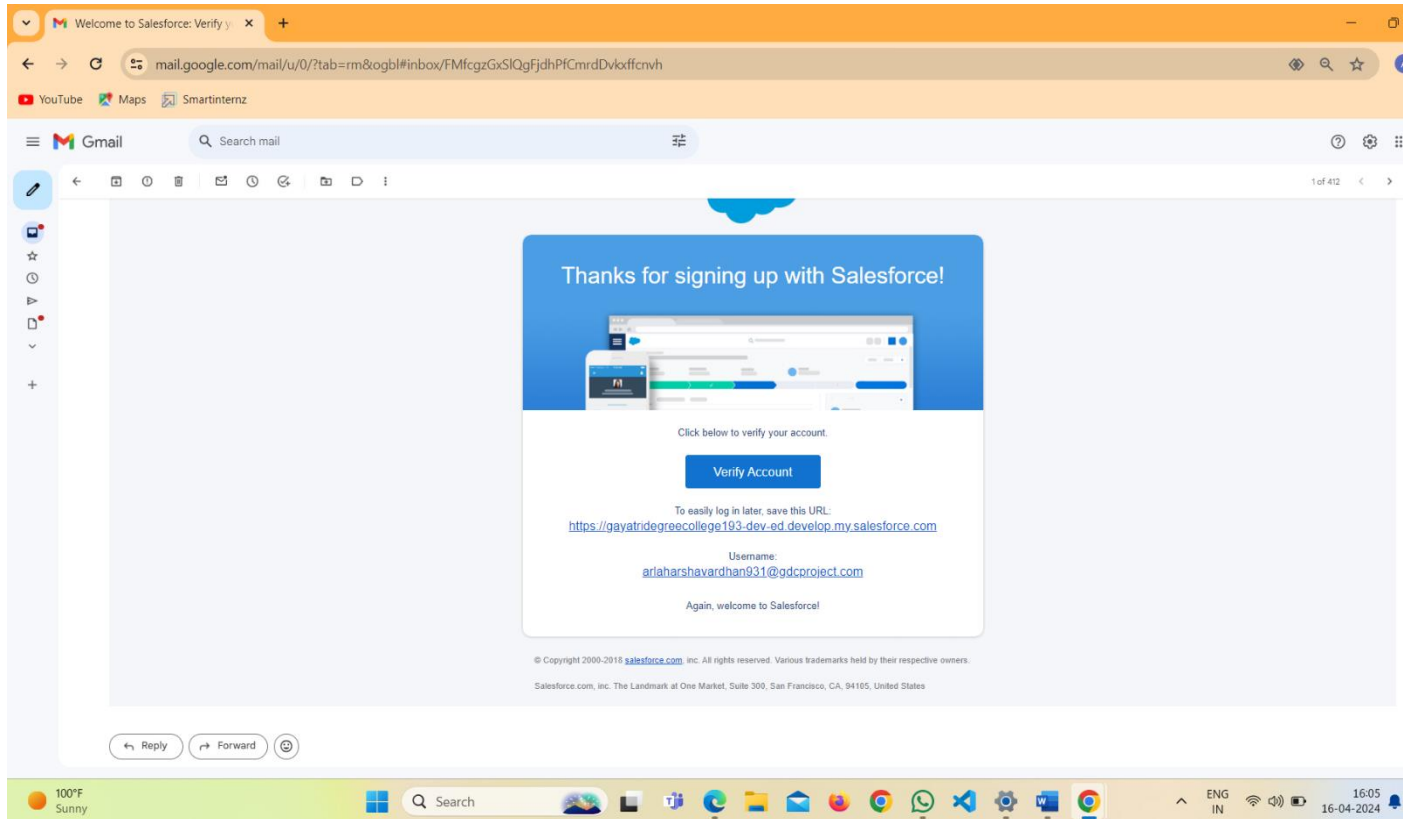 Welcome to Salesforce: Verify y
mail.google.com/mail/u/0/?tab=rm&ogbl#inbox/FMfcgzGxSlQgFjdhPfCmrdDvkxffcnvh
YouTube Maps Smartinternz
Gmail Search mail
1 of 412
Thanks for signing up with Salesforce!
Click below to verify your account.
Verify Account
To easily log in later, save this URL:
https://gayatridegreecollege193-dev-ed.develop.my.salesforce.com
Username:
arlaharshavardhan931@gdcproject.com
Again, welcome to Salesforce!
© Copyright 2000-2018 salesforce.com, inc. All rights reserved. Various trademarks held by their respective owners.
Salesforce.com, inc. The Landmark at One Market, Suite 300, San Francisco, CA, 94105, United States
Reply Forward
100°F
Sunny
Search
ENG
IN
16:05
16-04-2024